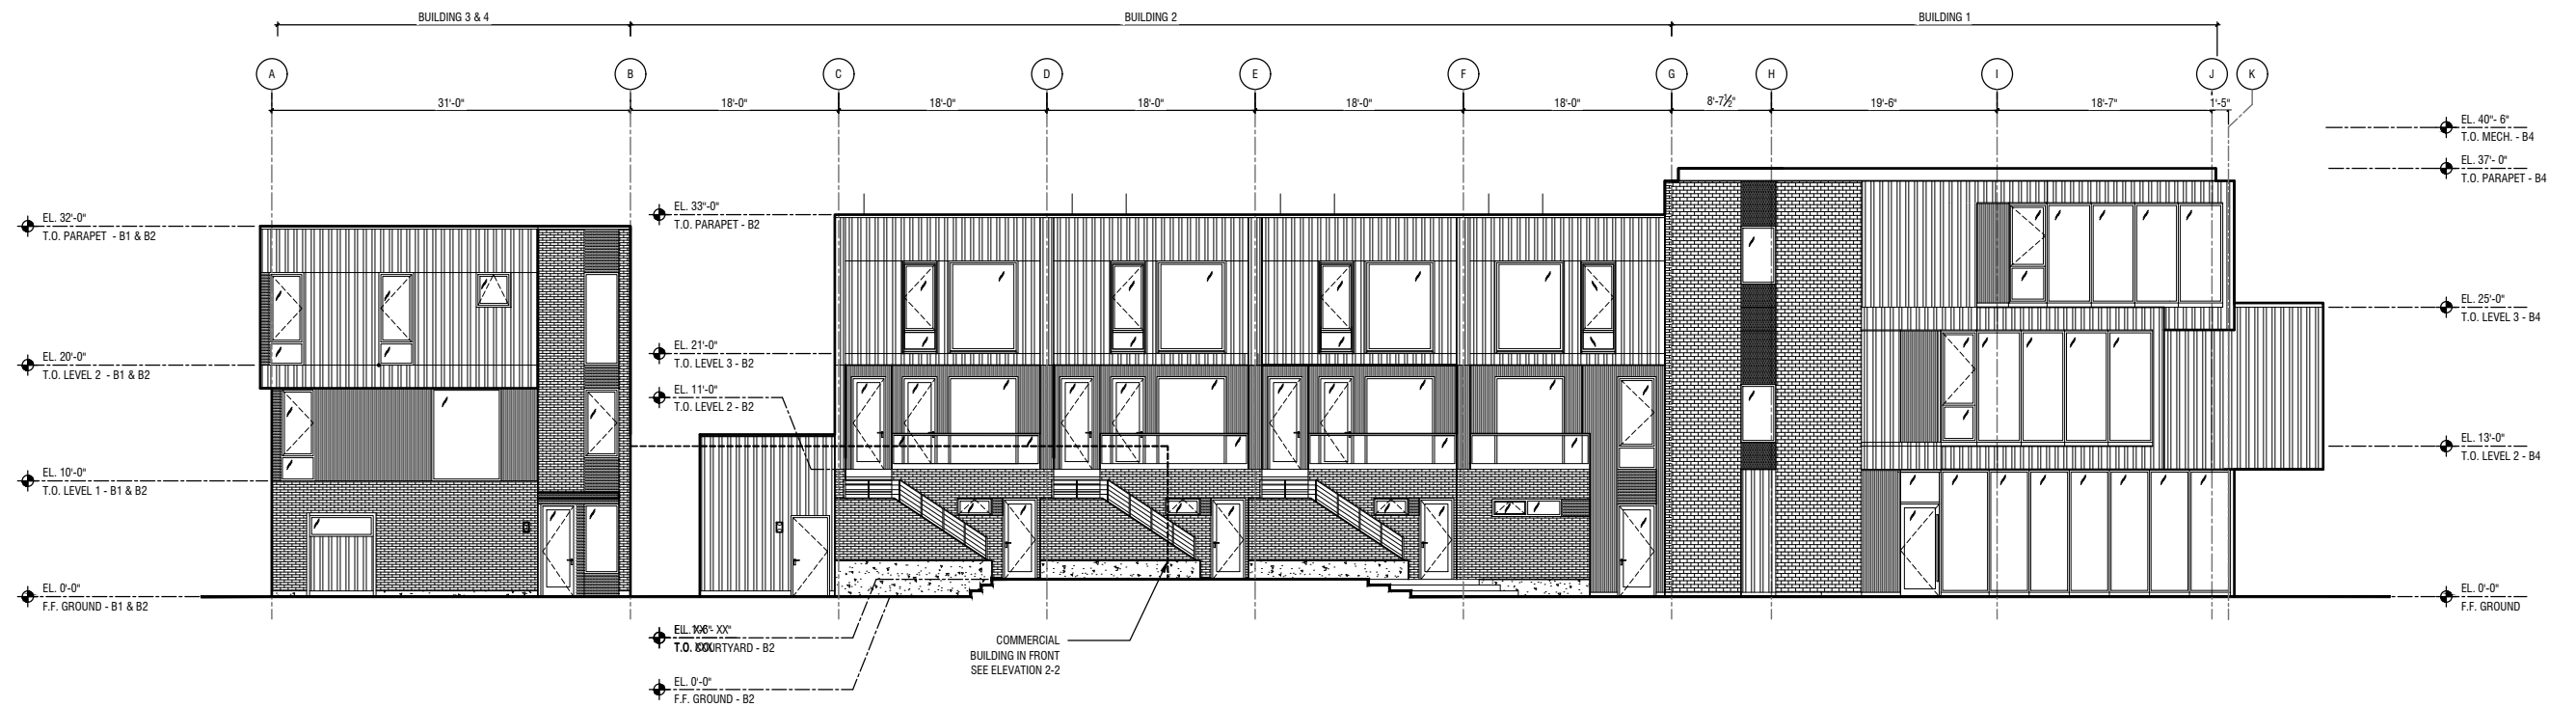 BUILDING 3 & 4
BUILDING 2
BUILDING 1
A
B
C
D
E
F
G
H
I
J
K
31'-0"
18'-0"
18'-0"
18'-0"
18'-0"
18'-0"
8'-7½"
19'-6"
18'-7"
1'-5"
EL. 40"- 6"
T.O. MECH. - B4
EL. 37'- 0"
T.O. PARAPET - B4
EL. 33"-0"
T.O. PARAPET - B2
EL. 32'-0"
T.O. PARAPET - B1 & B2
EL. 25'-0"
T.O. LEVEL 3 - B4
EL. 21'-0"
T.O. LEVEL 3 - B2
EL. 20'-0"
T.O. LEVEL 2 - B1 & B2
EL. 11'-0"
T.O. LEVEL 2 - B2
EL. 13'-0"
T.O. LEVEL 2 - B4
EL. 10'-0"
T.O. LEVEL 1 - B1 & B2
EL. 0'-0"
F.F. GROUND - B1 & B2
EL. 0'-0"
F.F. GROUND
T.O. COURTYARD - B2
COMMERCIAL
BUILDING IN FRONT
SEE ELEVATION 2-2
EL. 0'-0"
F.F. GROUND - B2